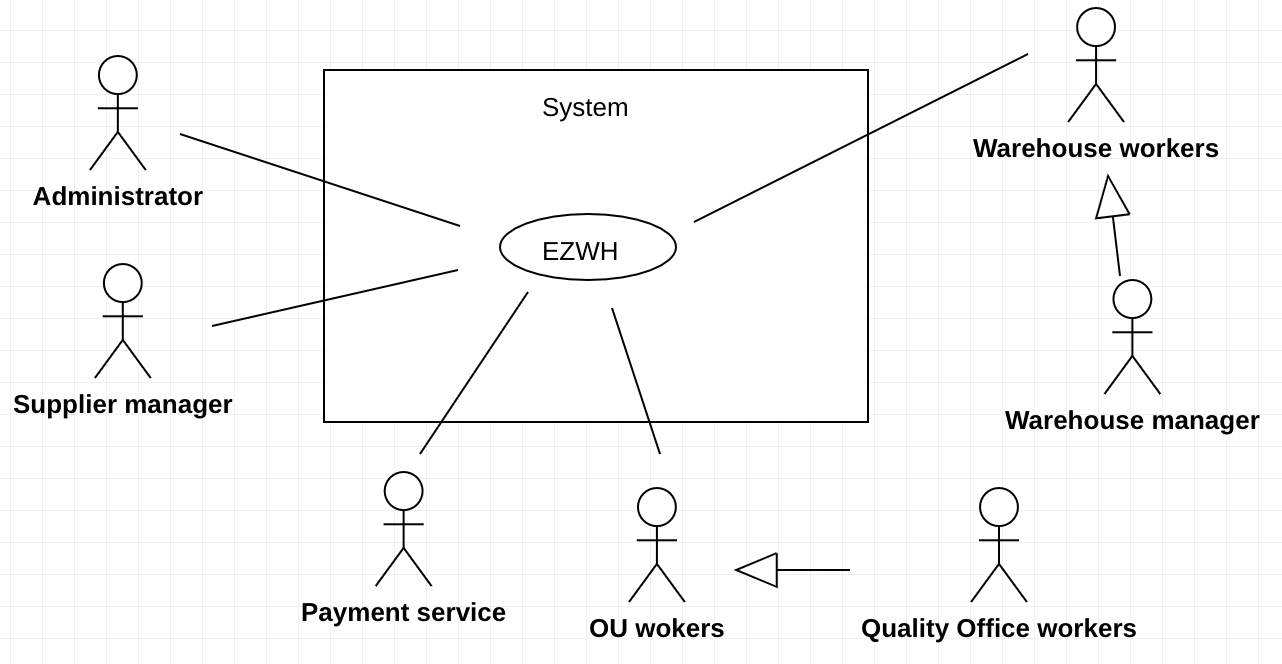 System
Warehouse workers
Administrator
EZWH
Supplier manager
Warehouse manager
Payment service
OU wokers
Quality Office workers